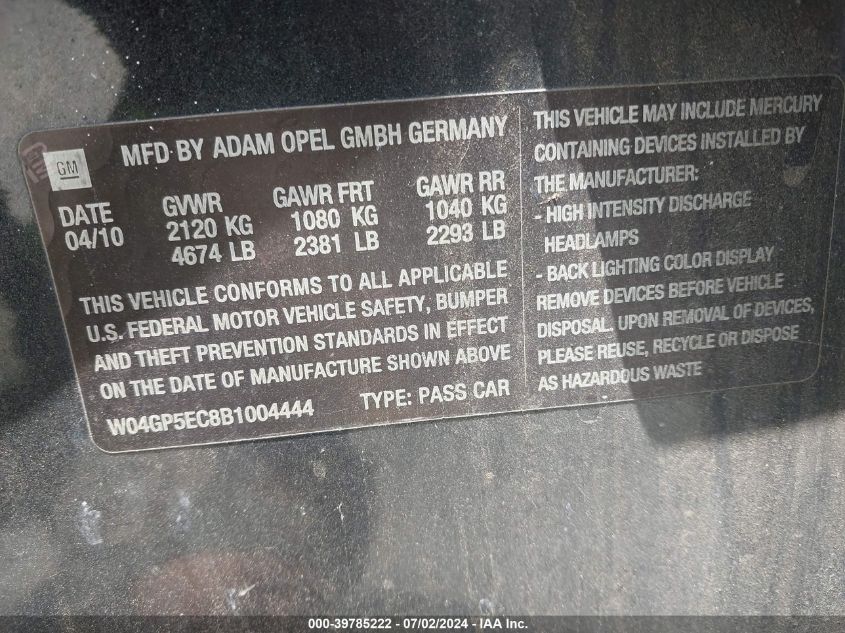 GM
MFD BY ADAM OPEL GMBH GERMANY
DATE GVWR GAWR FRT GAWR RR
04/10 2120 KG 1080 KG 1040 KG
4674 LB 2381 LB 2293 LB
THIS VEHICLE CONFORMS TO ALL APPLICABLE
U.S. FEDERAL MOTOR VEHICLE SAFETY, BUMPER
AND THEFT PREVENTION STANDARDS IN EFFECT
ON THE DATE OF MANUFACTURE SHOWN ABOVE
W04GP5EC8B1004444 TYPE: PASS CAR
THIS VEHICLE MAY INCLUDE MERCURY
CONTAINING DEVICES INSTALLED BY
THE MANUFACTURER:
- HIGH INTENSITY DISCHARGE
HEADLAMPS
- BACK LIGHTING COLOR DISPLAY
REMOVE DEVICES BEFORE VEHICLE
DISPOSAL. UPON REMOVAL OF DEVICES,
PLEASE REUSE, RECYCLE OR DISPOSE
AS HAZARDOUS WASTE
000-39785222 - 07/02/2024 - IAA Inc.